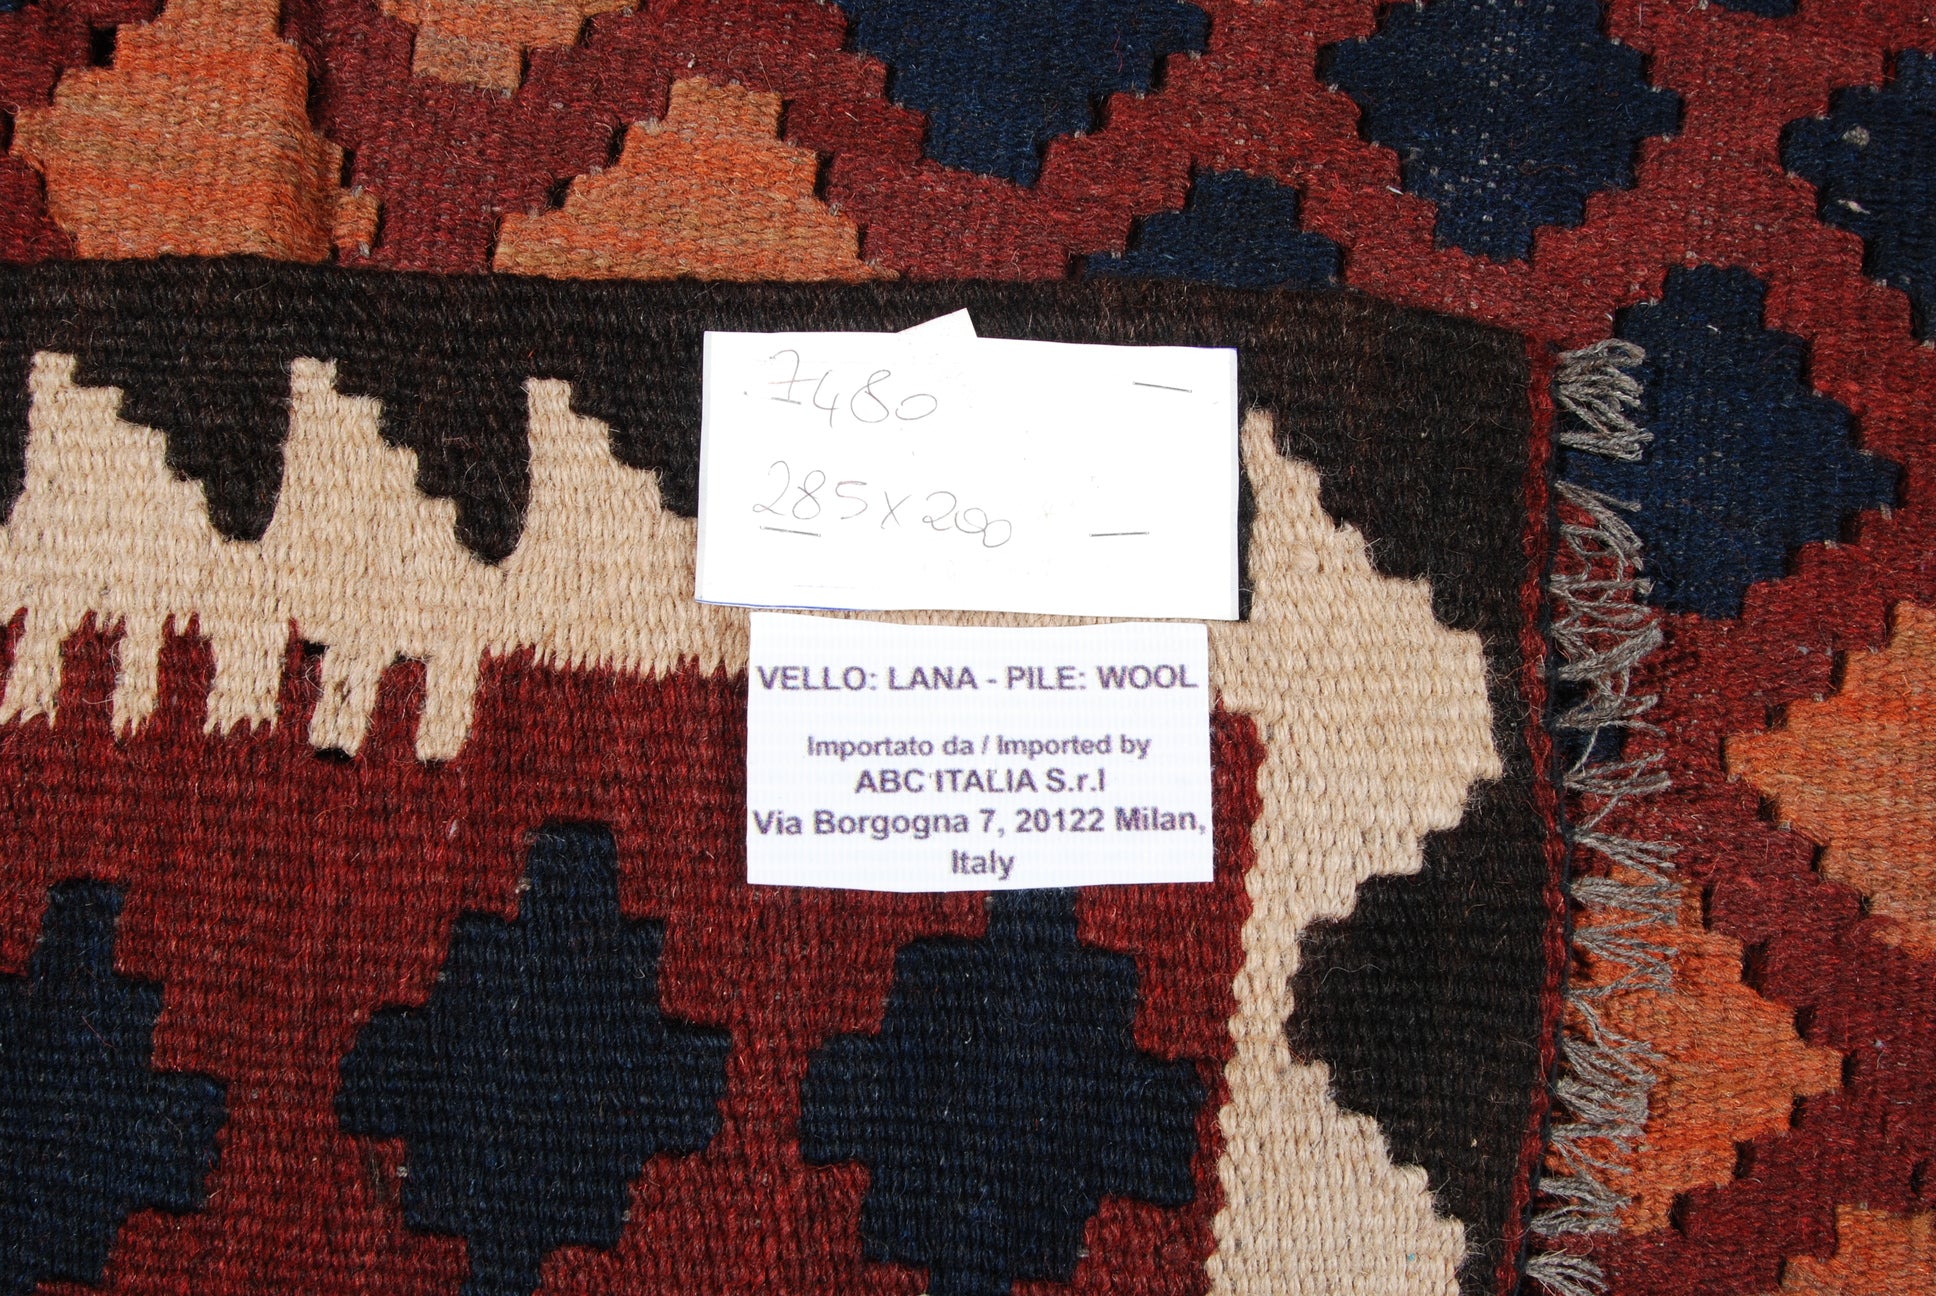 7480
285x200
VELLO: LANA - PILE: WOOL
Importato da / Imported by
ABC ITALIA S.r.l
Via Borgogna 7, 20122 Milan,
Italy